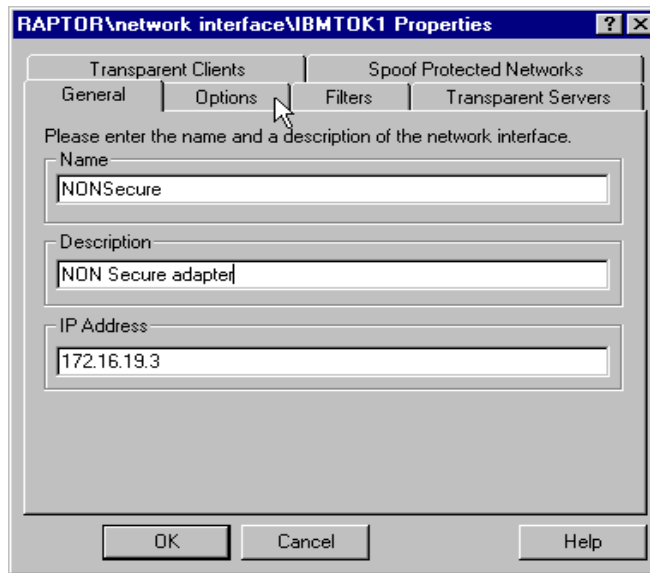 RAPTOR\network interface\IBMTOK1 Properties
Transparent Clients Spoof Protected Networks
General Options Filters Transparent Servers
Please enter the name and a description of the network interface.
Name
NONSecure
Description
NON Secure adapter
IP Address
172.16.19.3
OK Cancel Help